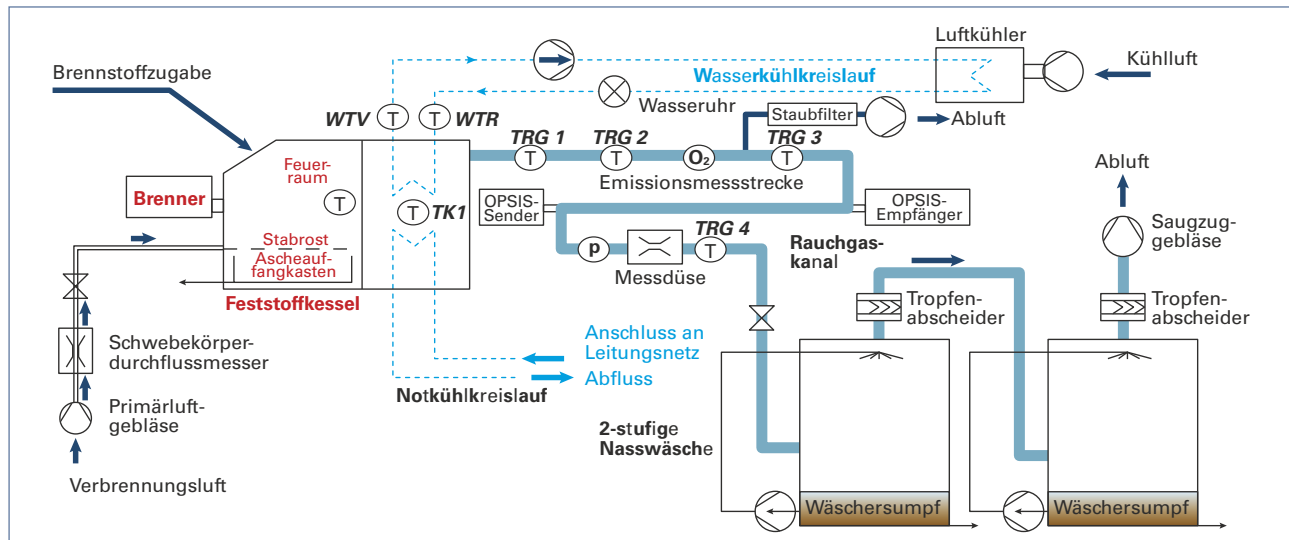 Brennstoffzugabe
Luftkühler
Kühlluft
Wasserkühlkreislauf
Wasseruhr
Staubfilter
Abluft
WTV
T
T
WTR
TRG 1
TRG 2
TRG 3
T
T
O₂
T
Emissionsmessstrecke
Feuer-
raum
T
T
TK1
Brenner
Stabrost
Ascheauf-
fangkasten
Feststoffkessel
OPSIS-
Sender
OPSIS-
Empfänger
TRG 4
p
T
Messdüse
Rauchgas-
kanal
Abluft
Saugzug-
gebläse
Tropfen-
abscheider
Tropfen-
abscheider
Schwebekörper-
durchflussmesser
Primärluft-
gebläse
Verbrennungsluft
Anschluss an
Leitungsnetz
Abfluss
Notkühlkreislauf
2-stufige
Nasswäsche
Wäschersumpf
Wäschersumpf